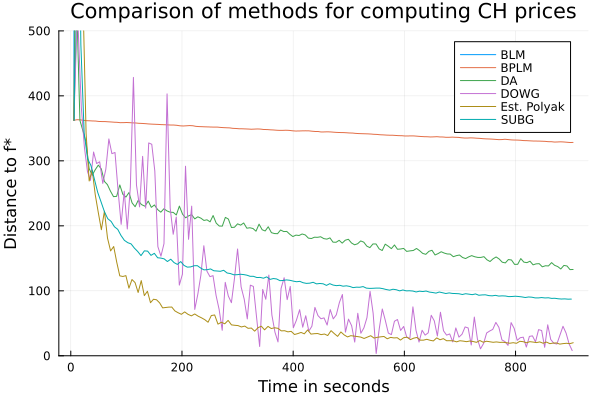 Comparison of methods for computing CH prices
Distance to f*
500
400
300
200
100
0
BLM
BPLM
DA
DOWG
Est. Polyak
SUBG
0 200 400 600 800
Time in seconds